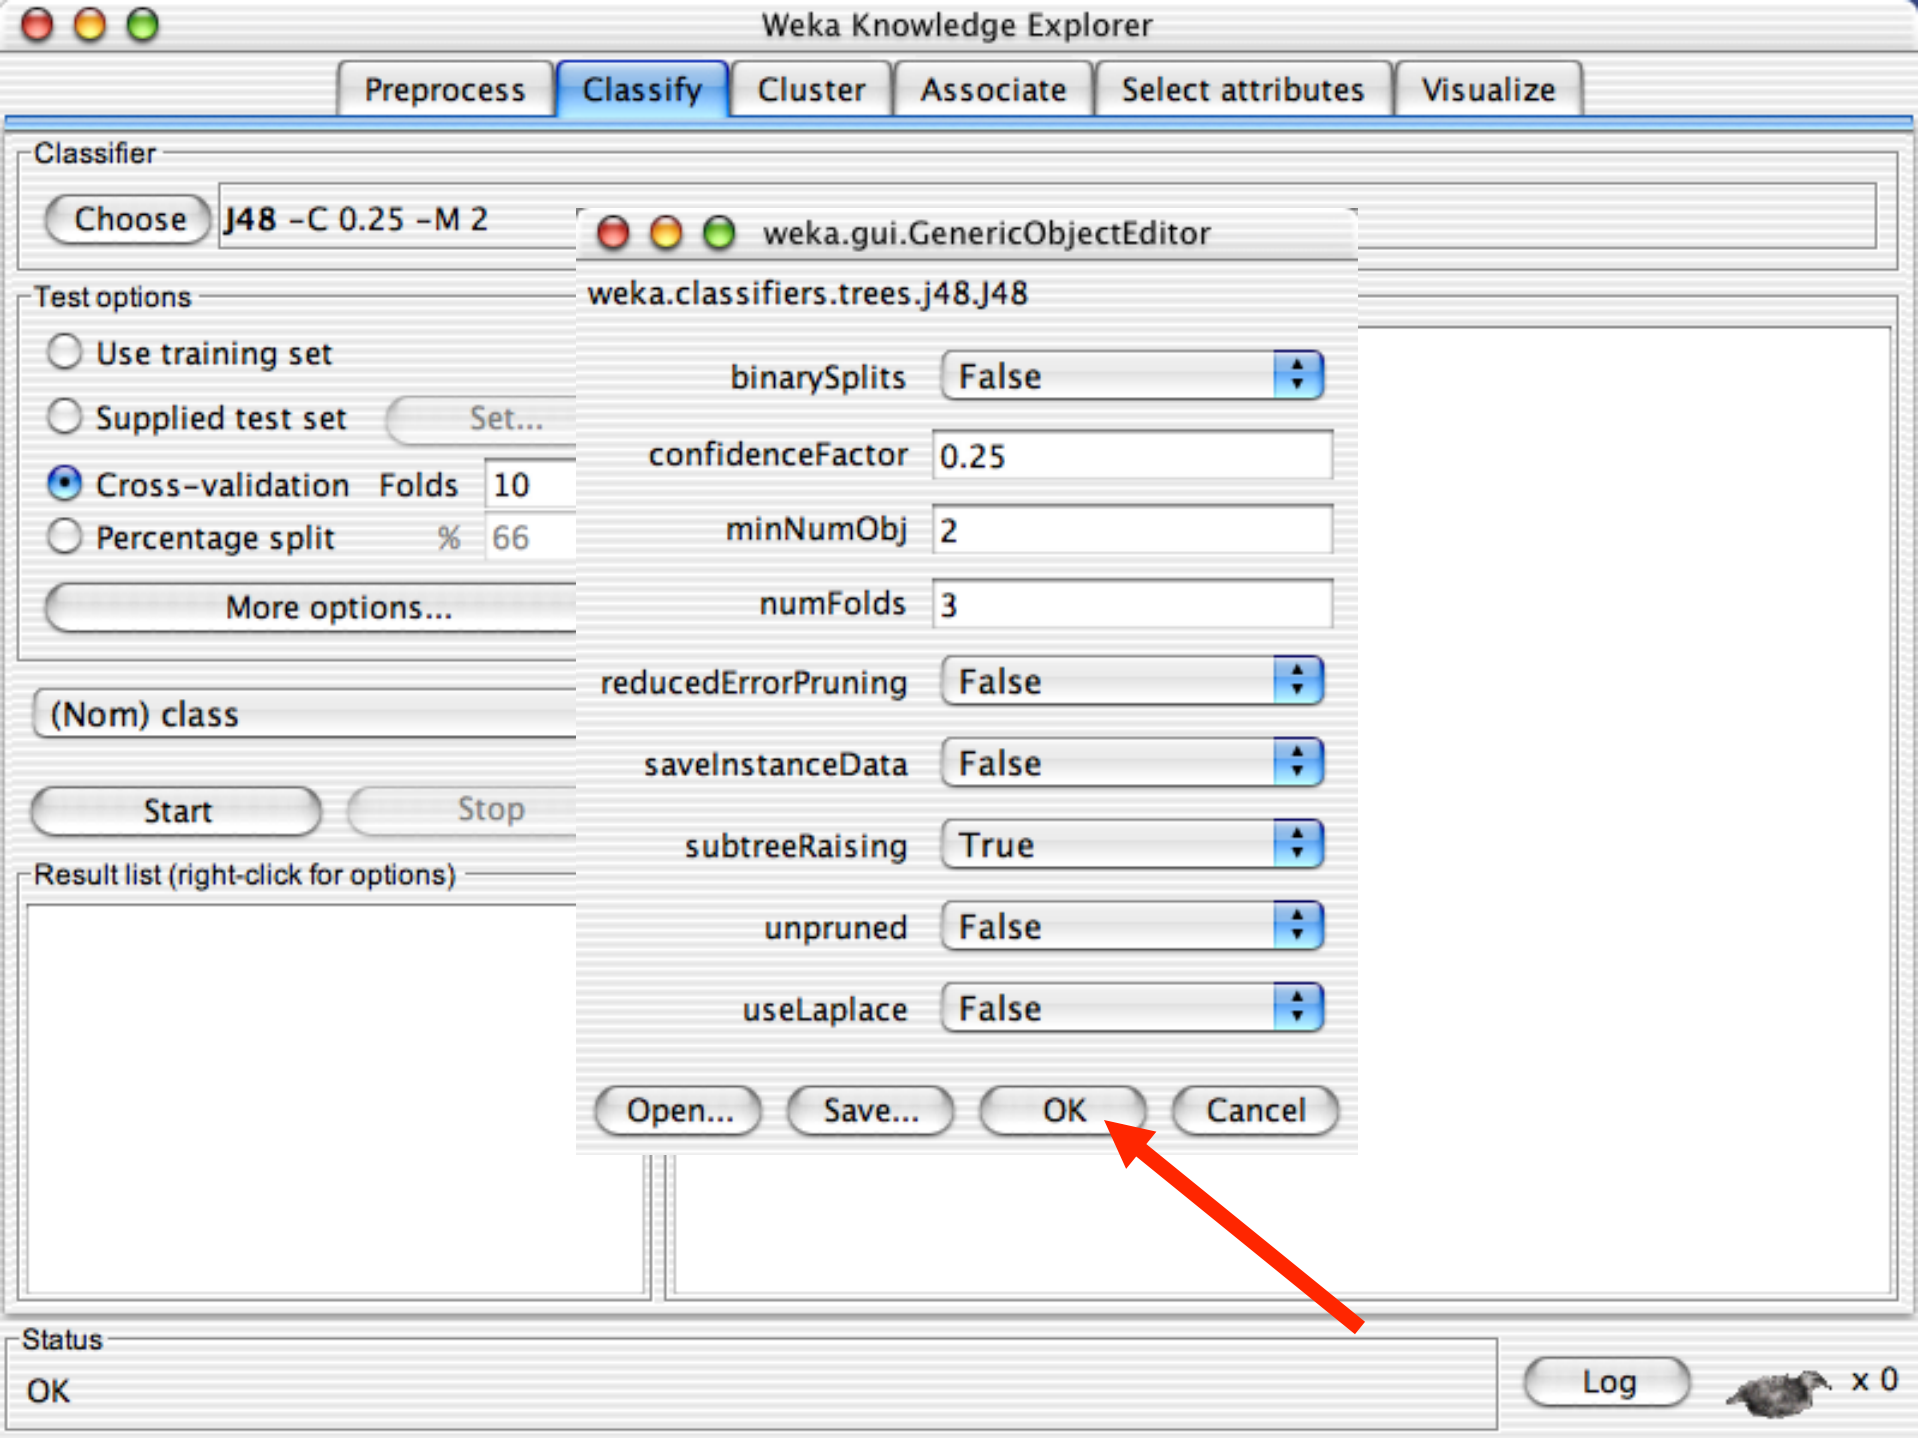 Weka Knowledge Explorer
Preprocess Classify Cluster Associate Select attributes Visualize
Classifier
Choose J48 -C 0.25 -M 2
weka.gui.GenericObjectEditor
weka.classifiers.trees.j48.J48
binarySplits False
confidenceFactor 0.25
minNumObj 2
numFolds 3
reducedErrorPruning False
saveInstanceData False
subtreeRaising True
unpruned False
useLaplace False
Open... Save... OK Cancel
Test options
Use training set
Supplied test set Set...
Cross-validation Folds 10
Percentage split % 66
More options...
(Nom) class
Start Stop
Result list (right-click for options)
Status
OK
Log x 0